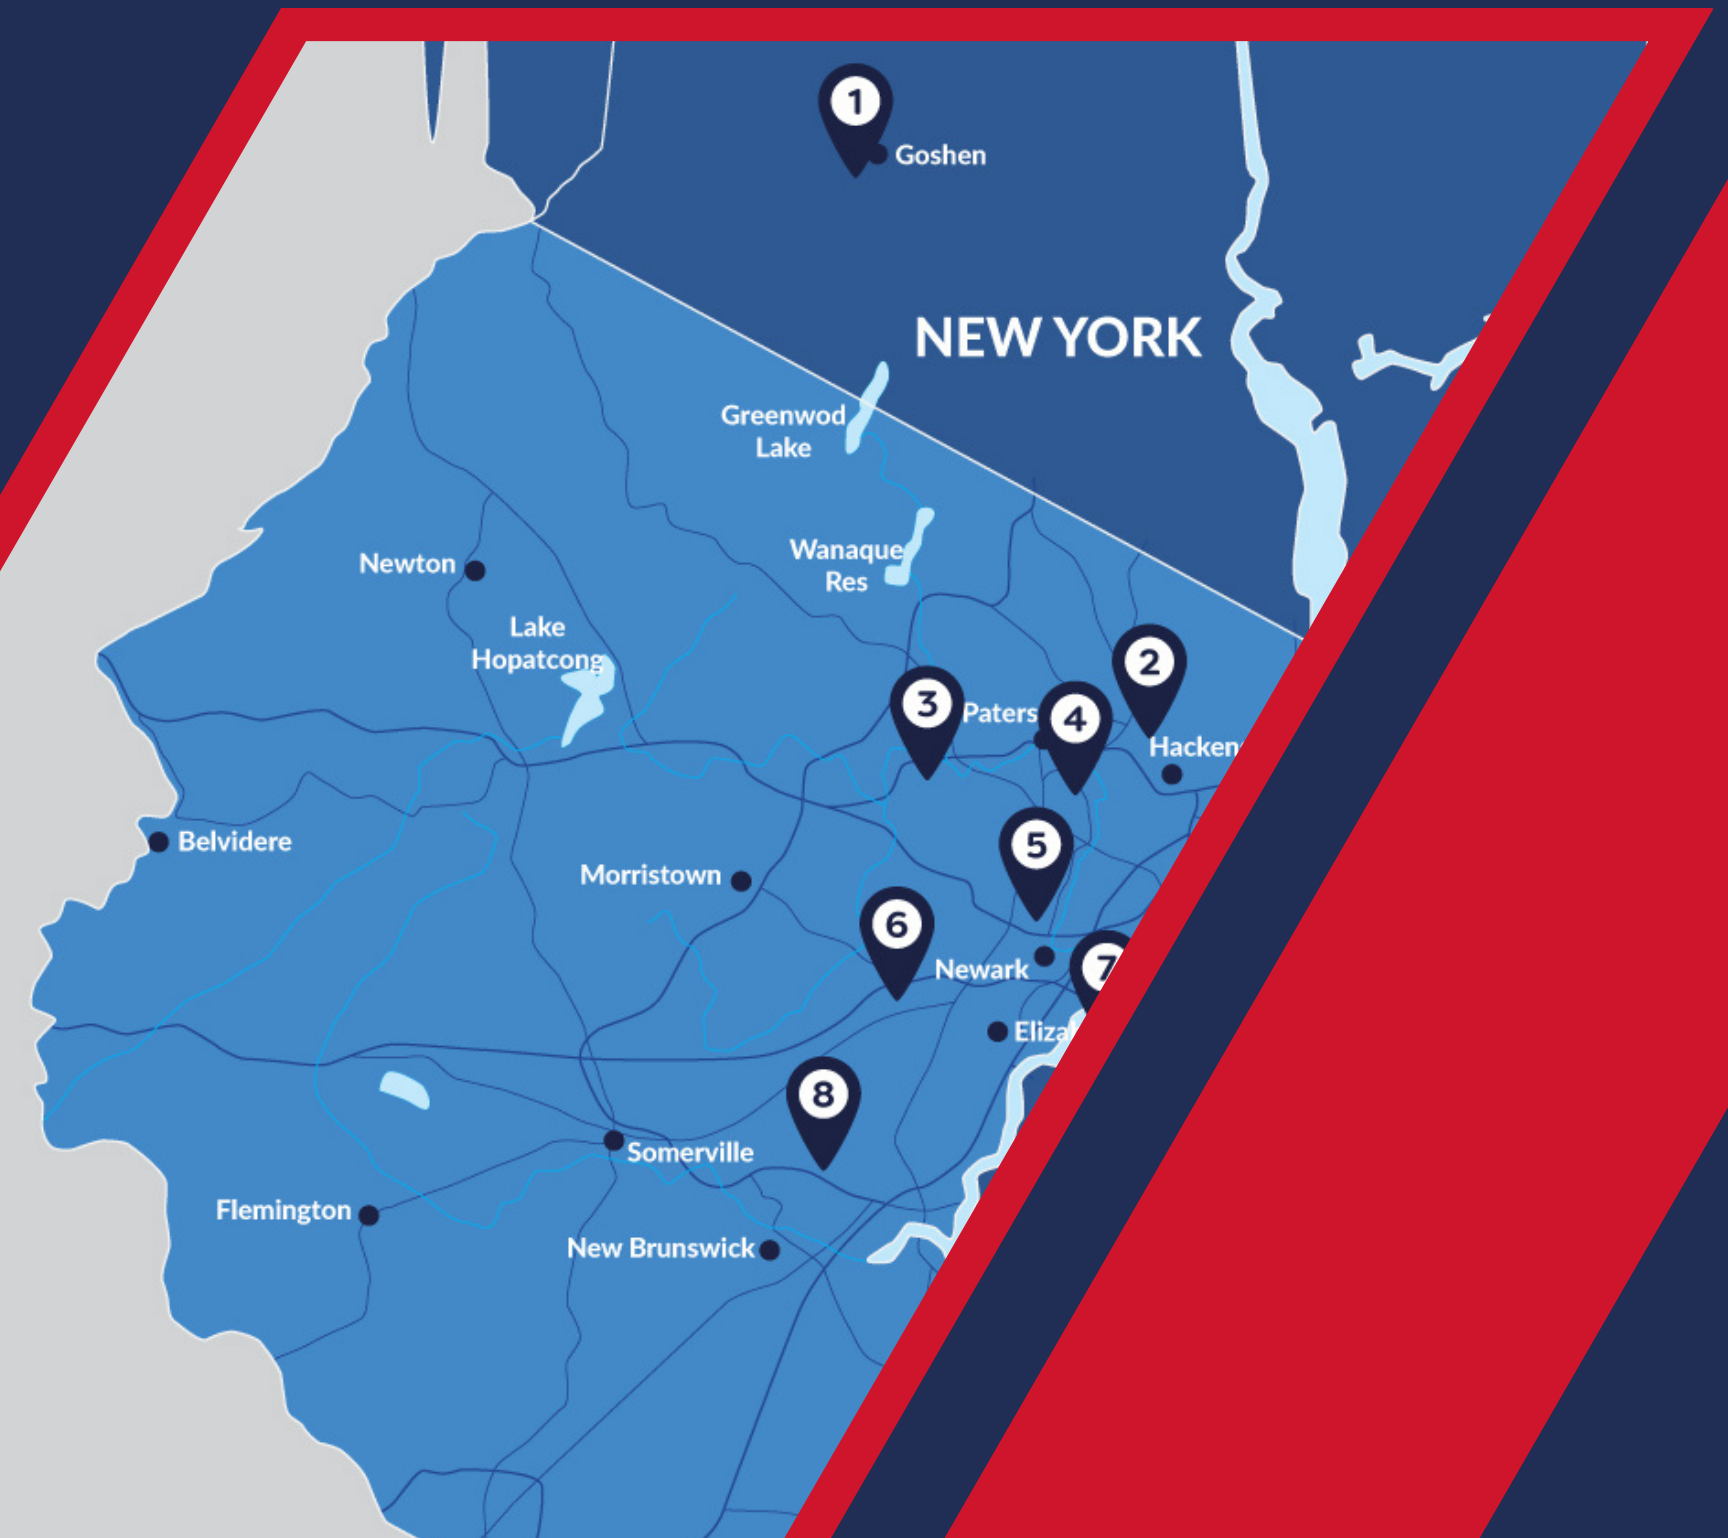 1
Goshen
NEW YORK
Greenwod
Lake
Wanaque
Res
Newton
Lake
Hopatcong
2
3
Paters
4
Hacken
Belvidere
5
Morristown
6
Newark
7
Eliza
8
Somerville
Flemington
New Brunswick